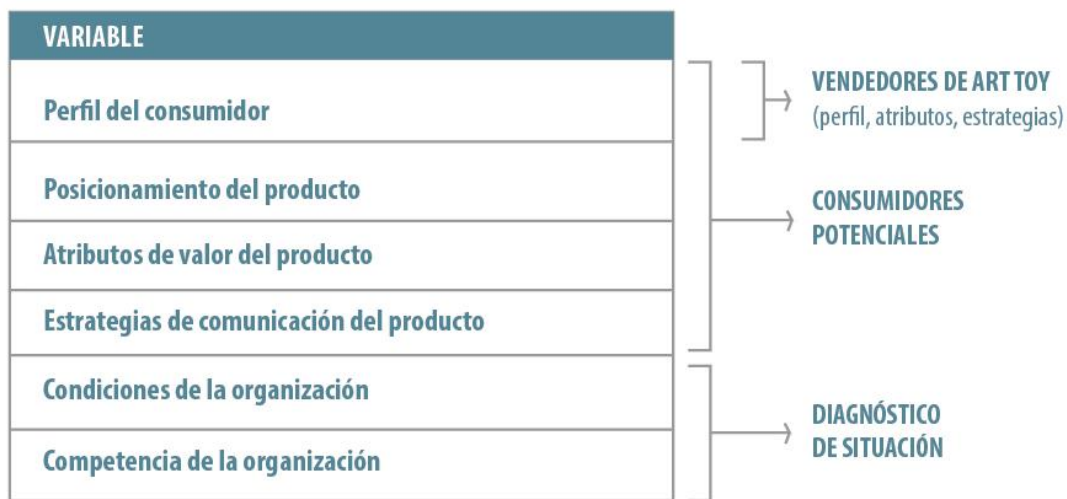 VARIABLE
Perfil del consumidor
Posicionamiento del producto
Atributos de valor del producto
Estrategias de comunicación del producto
Condiciones de la organización
Competencia de la organización
VENDEDORES DE ART TOY
(perfil, atributos, estrategias)
CONSUMIDORES
POTENCIALES
DIAGNÓSTICO
DE SITUACIÓN